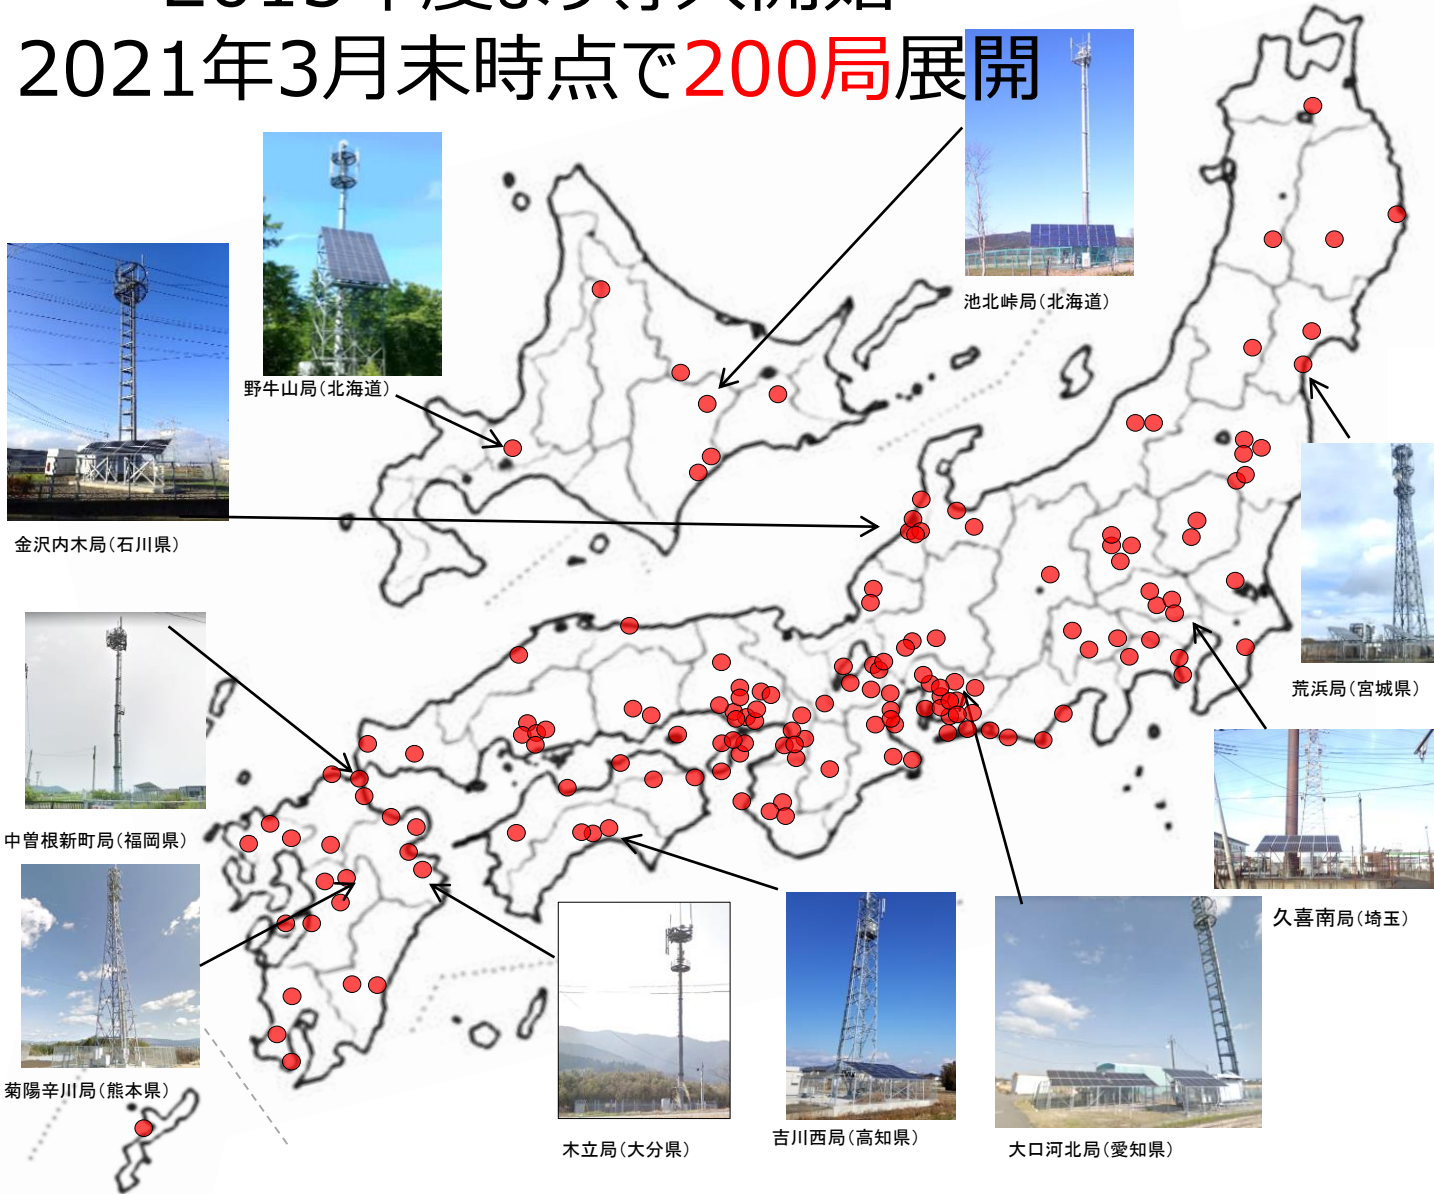 2021年3月末時点で200局展開
池北峠局(北海道)
野牛山局(北海道)
金沢内木局(石川県)
荒浜局(宮城県)
中曽根新町局(福岡県)
久喜南局(埼玉)
菊陽辛川局(熊本県)
木立局(大分県)
吉川西局(高知県)
大口河北局(愛知県)